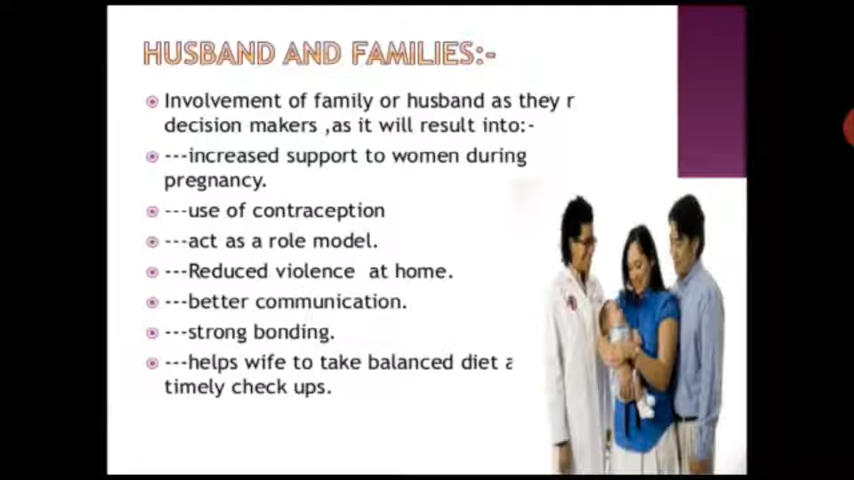 HUSBAND AND FAMILIES:-
Involvement of family or husband as they r
decision makers ,as it will result into:-
---increased support to women during
pregnancy.
---use of contraception
---act as a role model.
---Reduced violence at home.
---better communication.
---strong bonding.
---helps wife to take balanced diet
timely check ups.